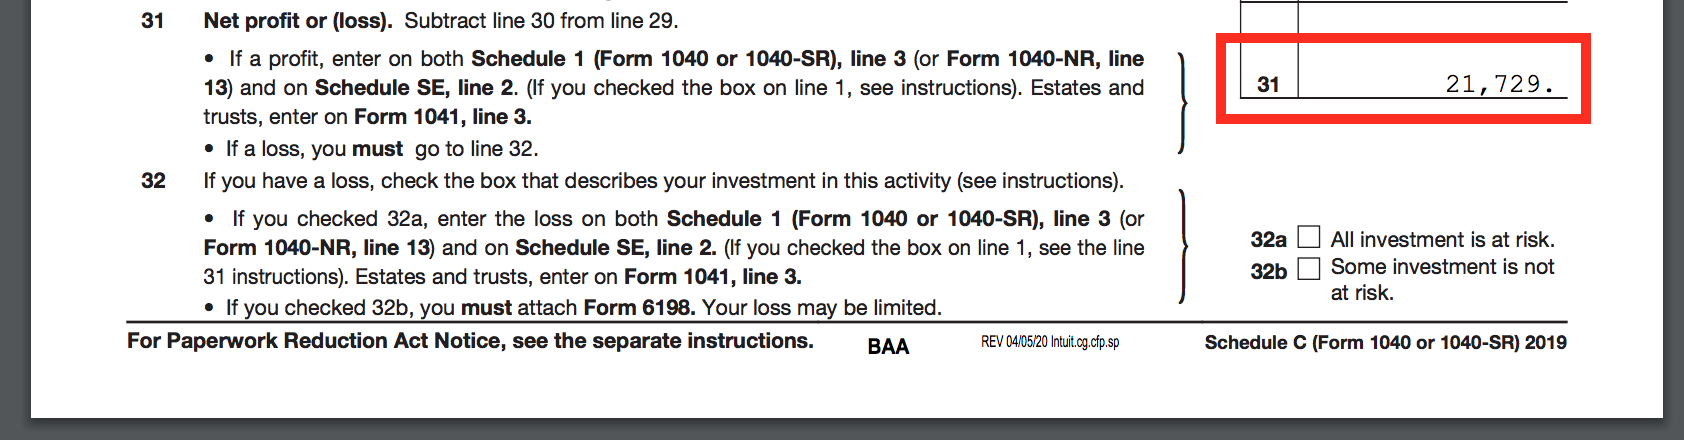 31 Net profit or (loss). Subtract line 30 from line 29.
• If a profit, enter on both Schedule 1 (Form 1040 or 1040-SR), line 3 (or Form 1040-NR, line
13) and on Schedule SE, line 2. (If you checked the box on line 1, see instructions). Estates and
trusts, enter on Form 1041, line 3.
• If a loss, you must go to line 32.
31 21,729.
32 If you have a loss, check the box that describes your investment in this activity (see instructions).
• If you checked 32a, enter the loss on both Schedule 1 (Form 1040 or 1040-SR), line 3 (or
Form 1040-NR, line 13) and on Schedule SE, line 2. (If you checked the box on line 1, see the line
31 instructions). Estates and trusts, enter on Form 1041, line 3.
• If you checked 32b, you must attach Form 6198. Your loss may be limited.
32a All investment is at risk.
32b Some investment is not
at risk.
For Paperwork Reduction Act Notice, see the separate instructions. BAA REV 04/05/20 Intuit.cg.cfp.sp Schedule C (Form 1040 or 1040-SR) 2019